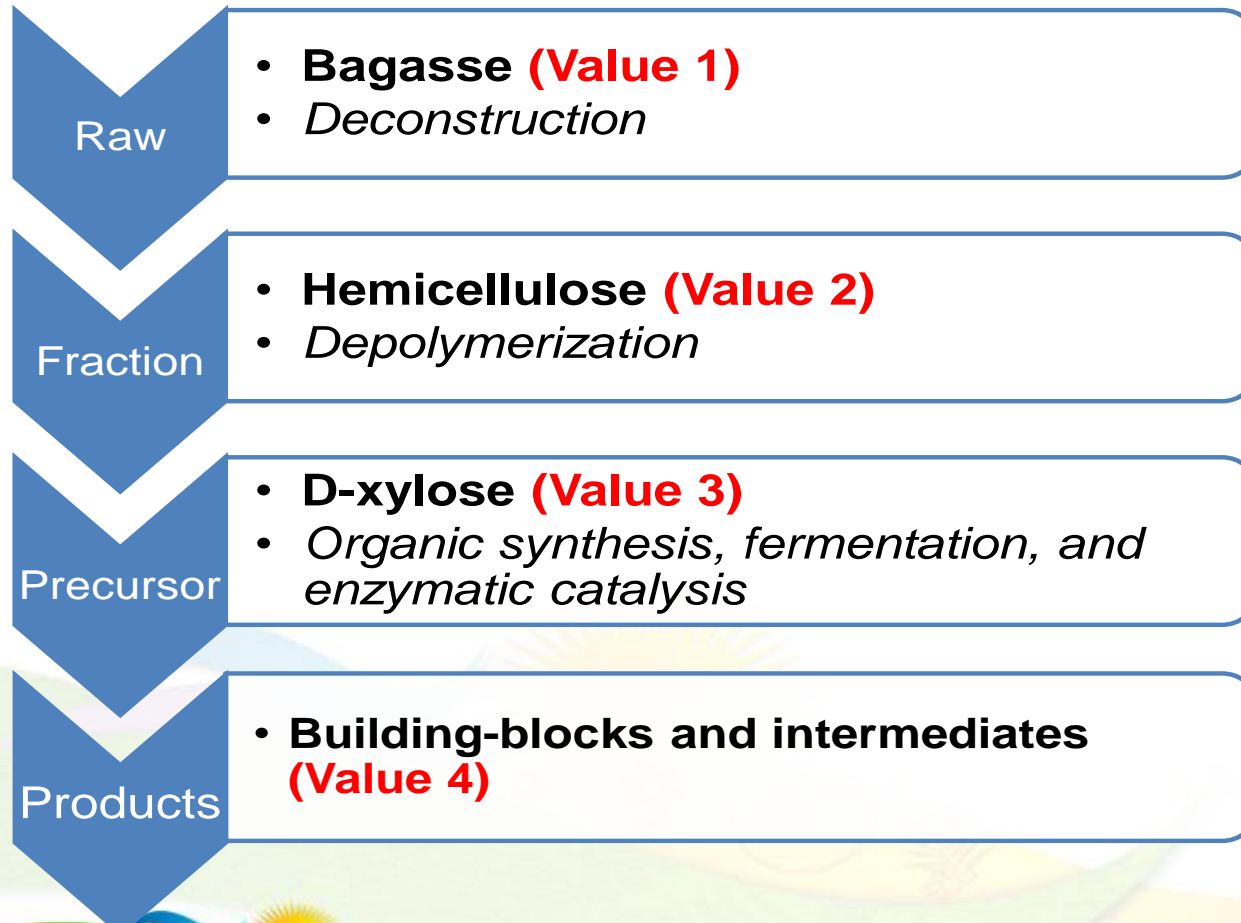 Raw
• Bagasse (Value 1)
• Deconstruction
Fraction
• Hemicellulose (Value 2)
• Depolymerization
Precursor
• D-xylose (Value 3)
• Organic synthesis, fermentation, and
enzymatic catalysis
Products
• Building-blocks and intermediates
(Value 4)